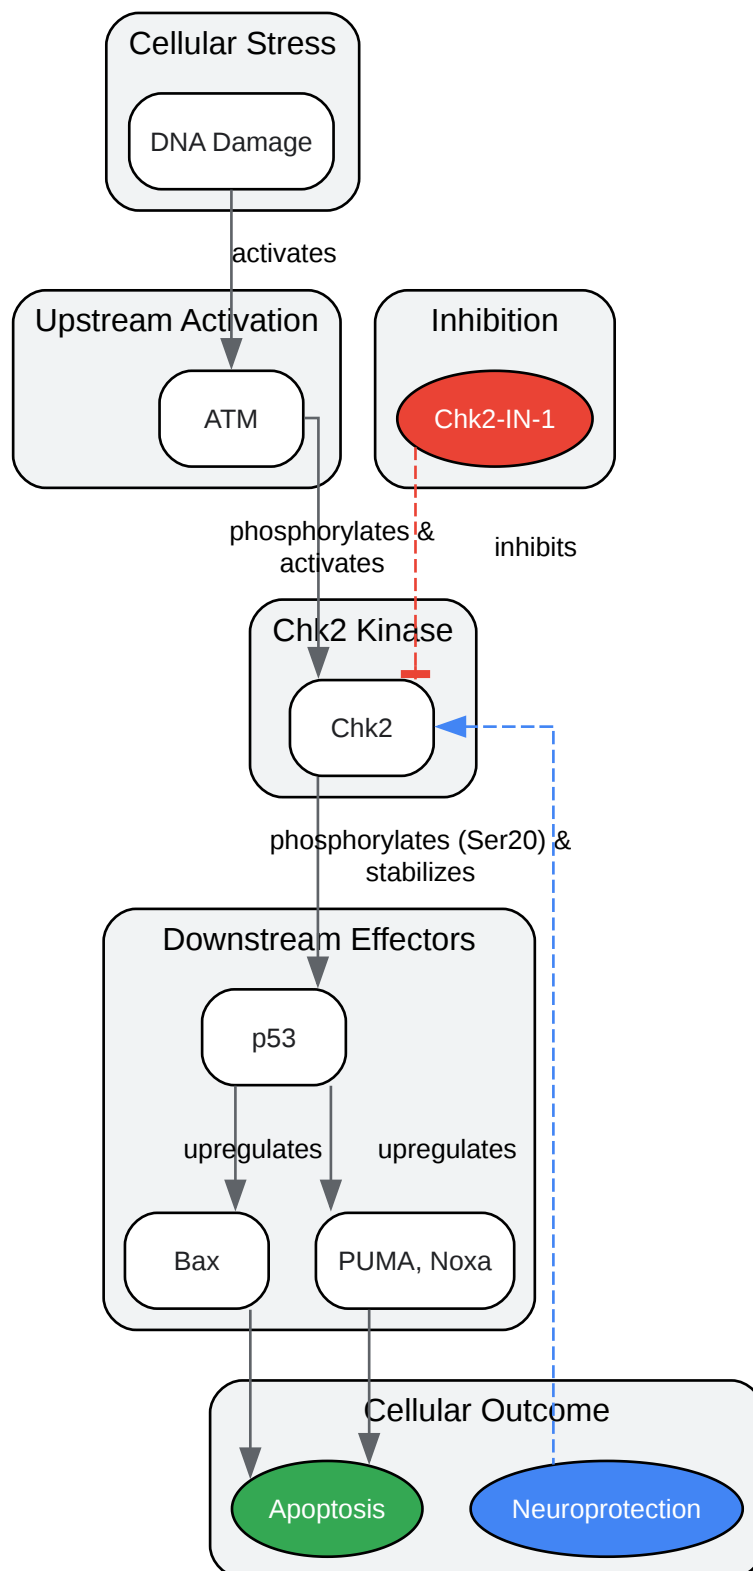 Cellular Stress
DNA Damage
activates
Upstream Activation
Inhibition
ATM
Chk2-IN-1
phosphorylates &
activates
inhibits
Chk2 Kinase
Chk2
phosphorylates (Ser20) &
stabilizes
Downstream Effectors
p53
upregulates
upregulates
Bax
PUMA, Noxa
Cellular Outcome
Apoptosis
Neuroprotection